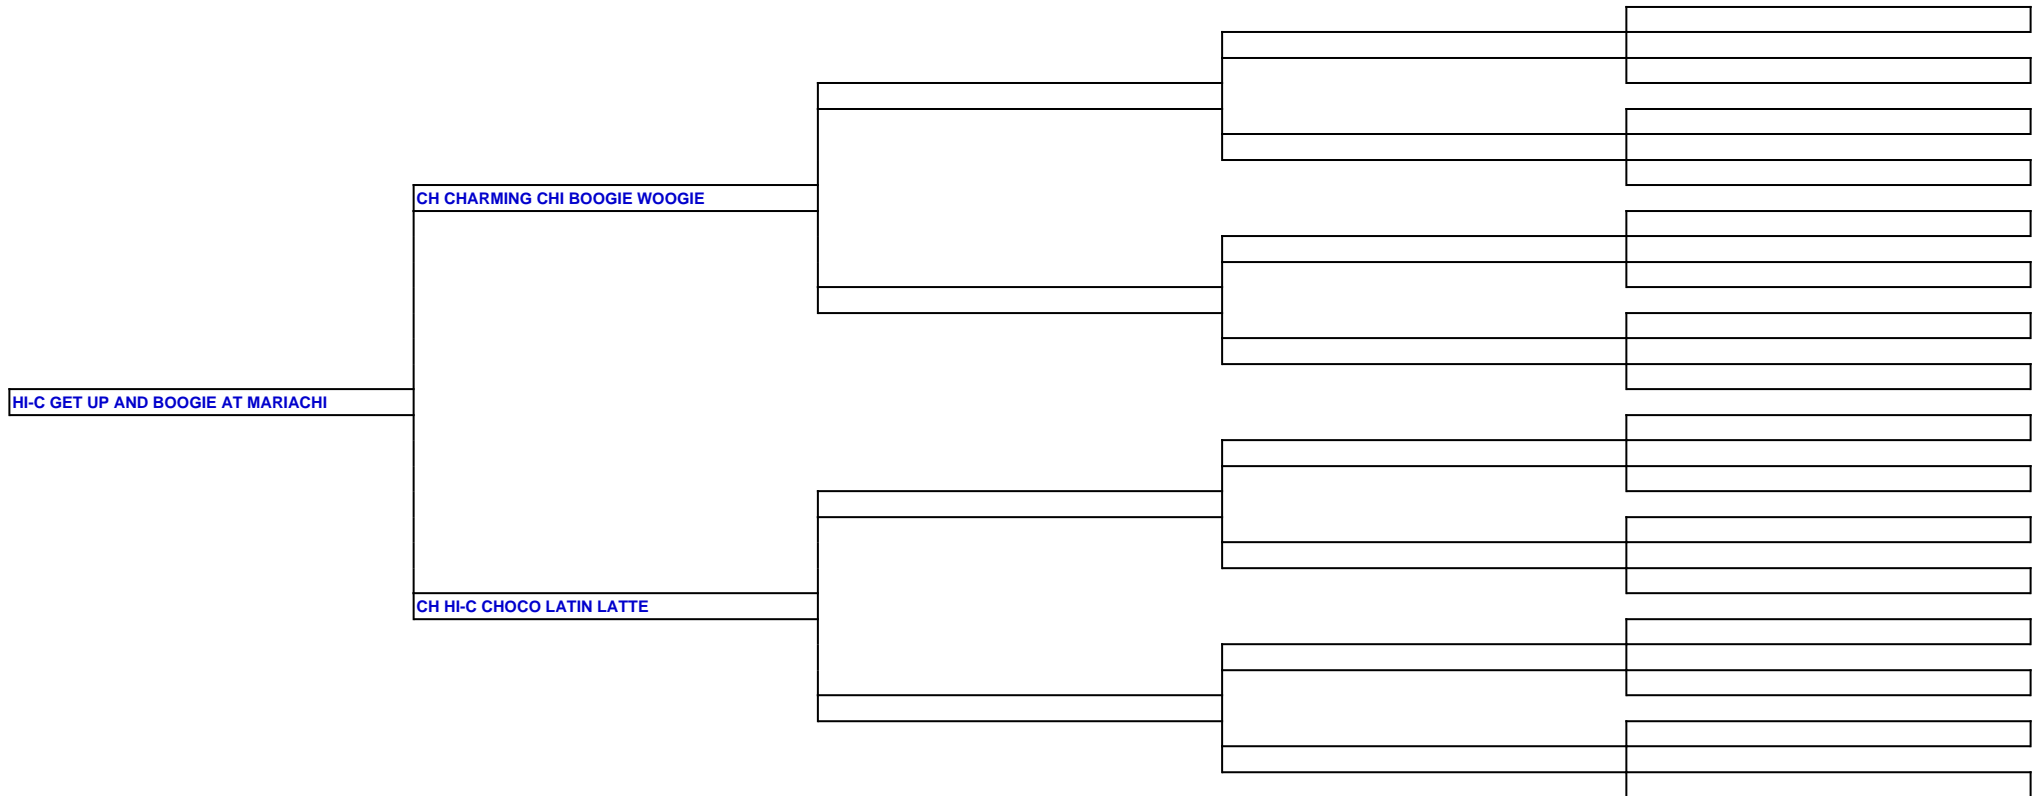 CH CHARMING CHI BOOGIE WOOGIE
HI-C GET UP AND BOOGIE AT MARIACHI
CH HI-C CHOCO LATIN LATTE